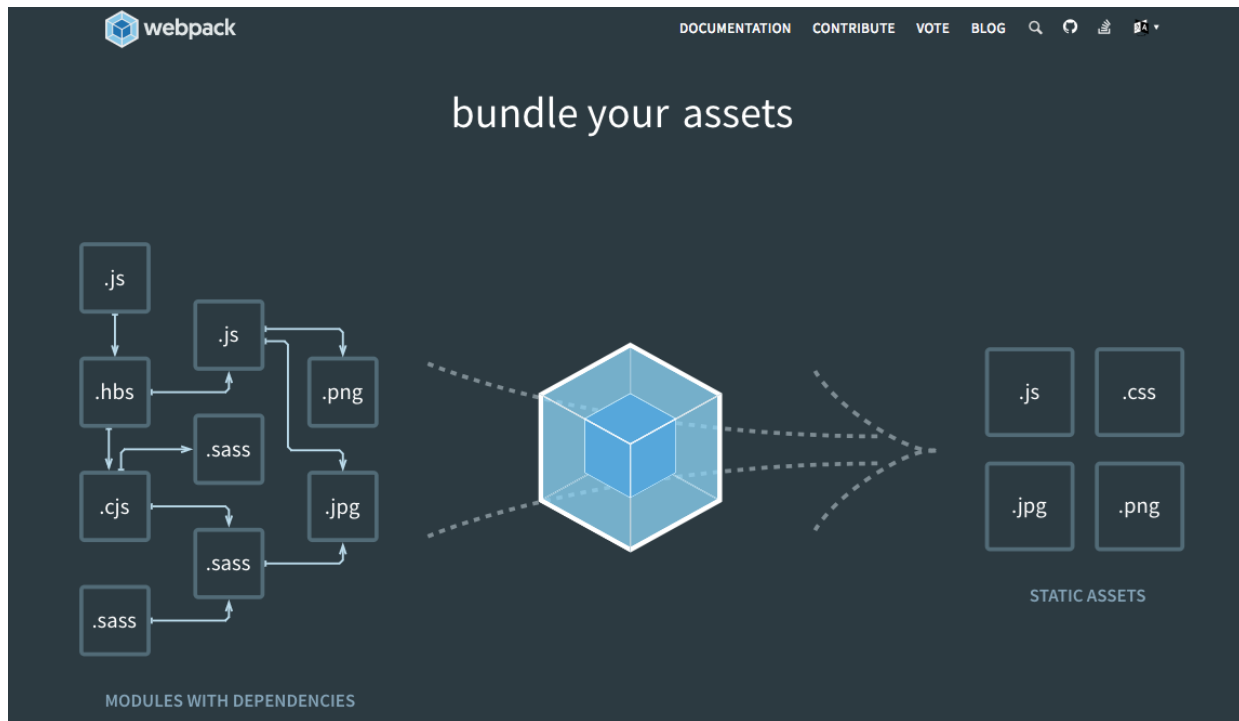 webpack
DOCUMENTATION CONTRIBUTE VOTE BLOG
bundle your assets
.js
.js
.hbs
.png
.sass
.cjs
.jpg
.sass
.sass
MODULES WITH DEPENDENCIES
.js .css
.jpg .png
STATIC ASSETS